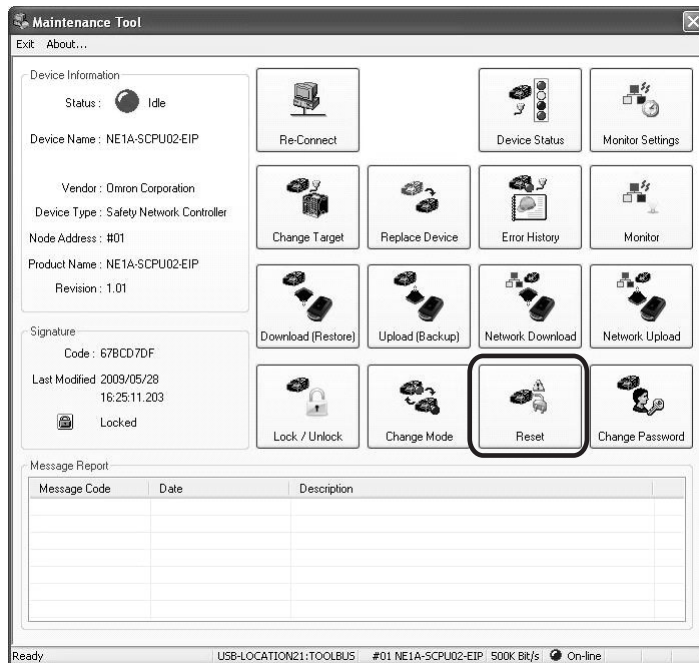 Maintenance Tool
Exit About...
Device Information
Status : Idle
Device Name : NE1A-SCPU02-EIP
Vendor : Omron Corporation
Device Type : Safety Network Controller
Node Address : #01
Product Name : NE1A-SCPU02-EIP
Revision : 1.01
Signature
Code : 67BCD7DF
Last Modified 2009/05/28
16:25:11.203
Locked
Re-Connect
Device Status
Monitor Settings
Change Target
Replace Device
Error History
Monitor
Download (Restore)
Upload (Backup)
Network Download
Network Upload
Lock / Unlock
Change Mode
Reset
Change Password
Message Report
Message Code Date Description
Ready USB-LOCATION21:TOOLBUS #01 NE1A-SCPU02-EIP 500K Bit/s On-line